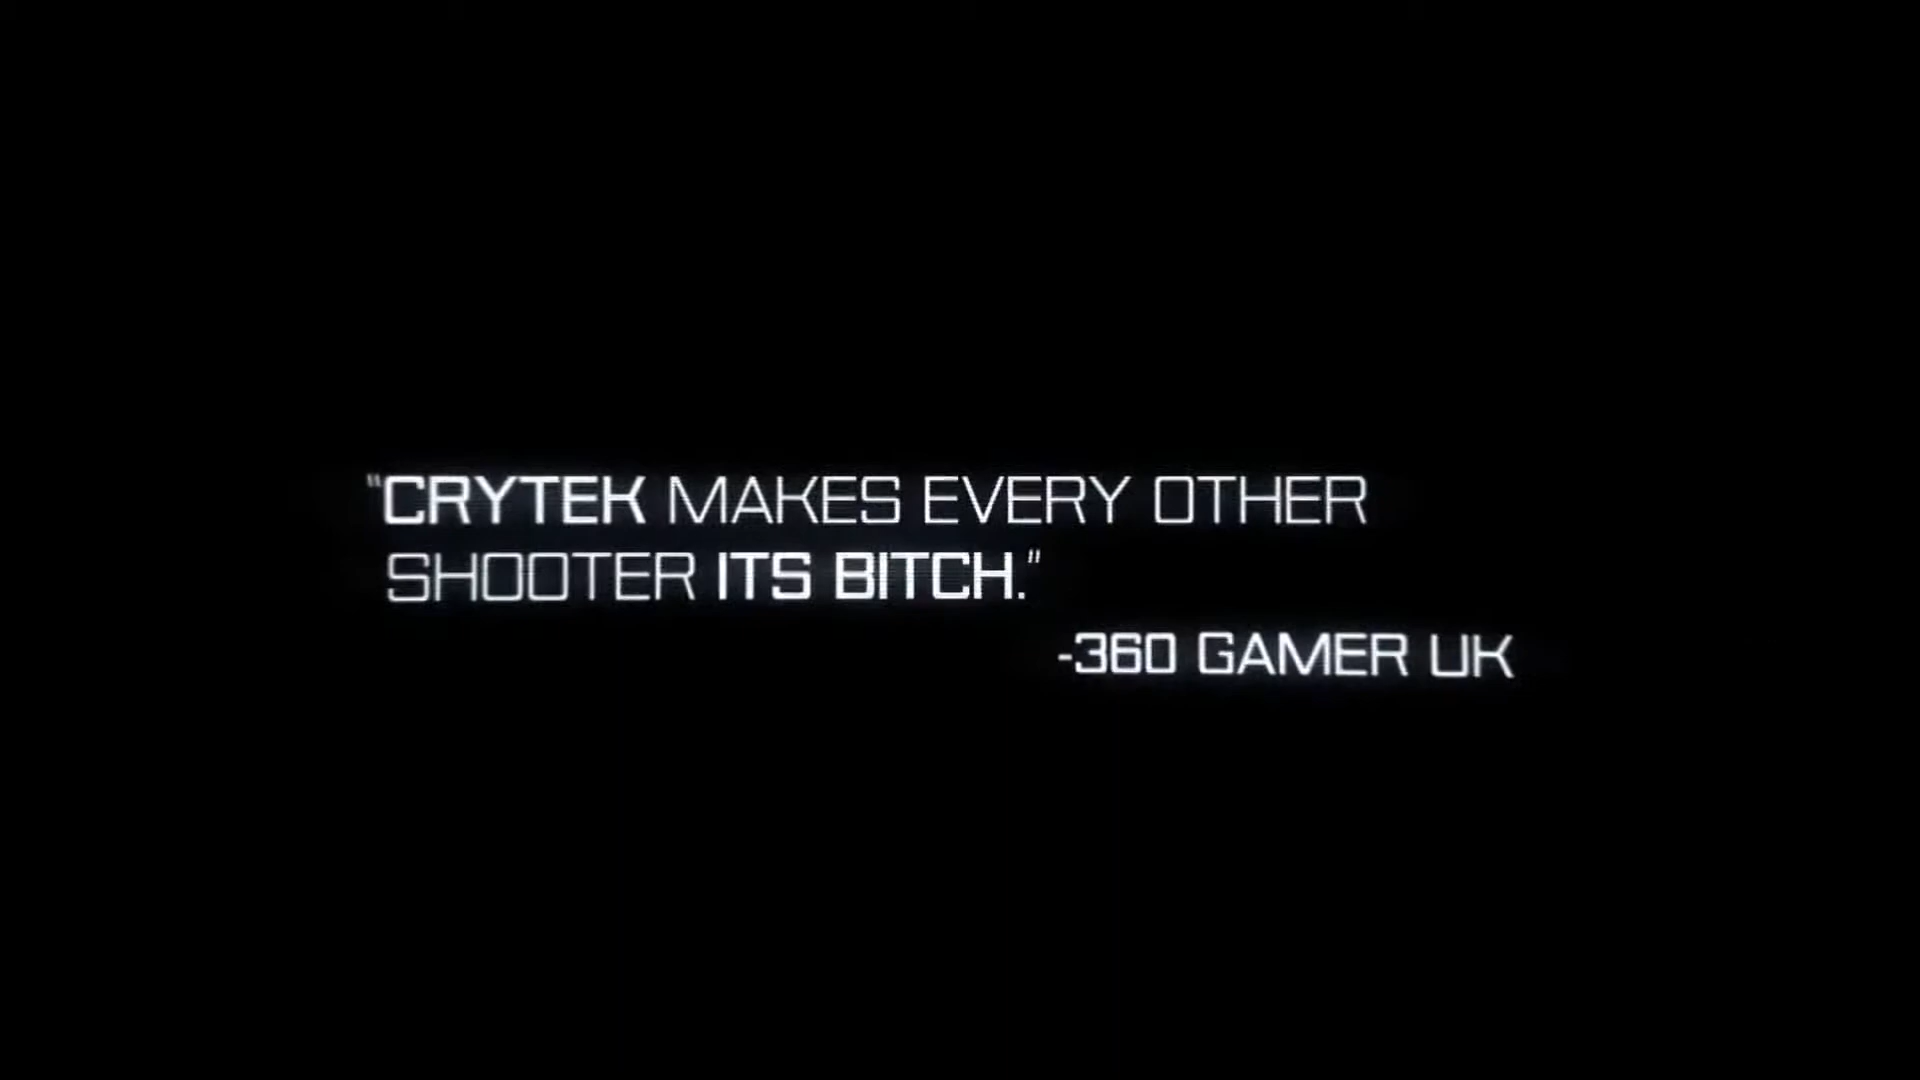 "CRYTEK MAKES EVERY OTHER
SHOOTER ITS BITCH."
-360 GAMER UK